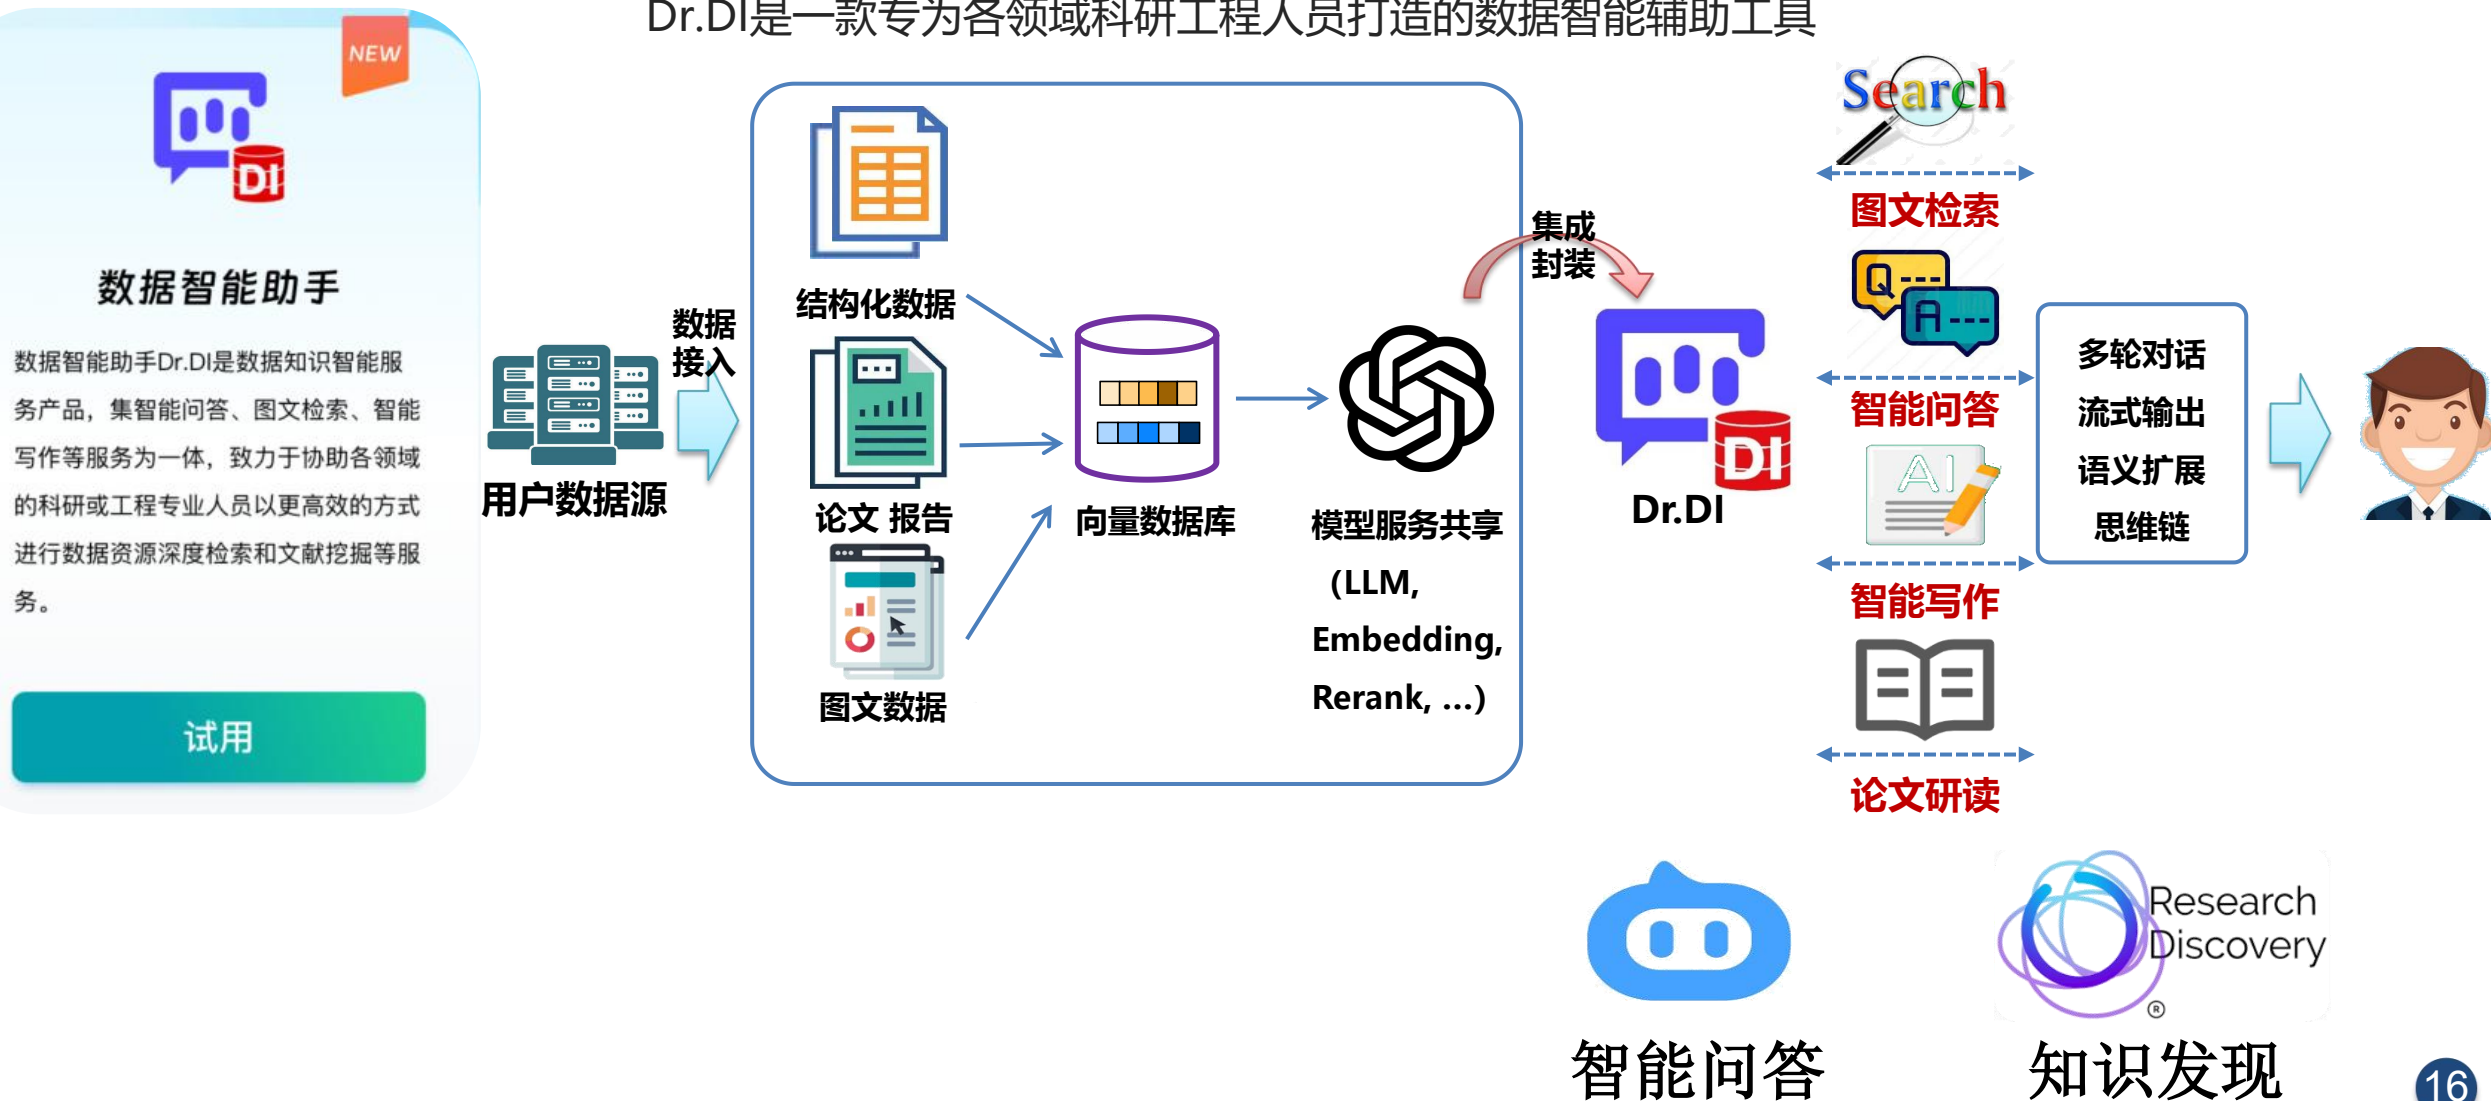 Dr.DI是一款专为各领域科研工程人员打造的数据智能辅助工具
NEW
DI
数据智能助手
数据智能助手Dr.DI是数据知识智能服
务产品，集智能问答、图文检索、智能
写作等服务为一体，致力于协助各领域
的科研或工程专业人员以更高效的方式
进行数据资源深度检索和文献挖掘等服
务。
试用
用户数据源
数据
接入
结构化数据
论文 报告
图文数据
向量数据库
模型服务共享
（LLM,
Embedding,
Rerank, ...）
集成
封装
DI
Dr.DI
Search
图文检索
Q
A
智能问答
AI
智能写作
论文研读
多轮对话
流式输出
语义扩展
思维链
智能问答
Research
Discovery
®
知识发现
16